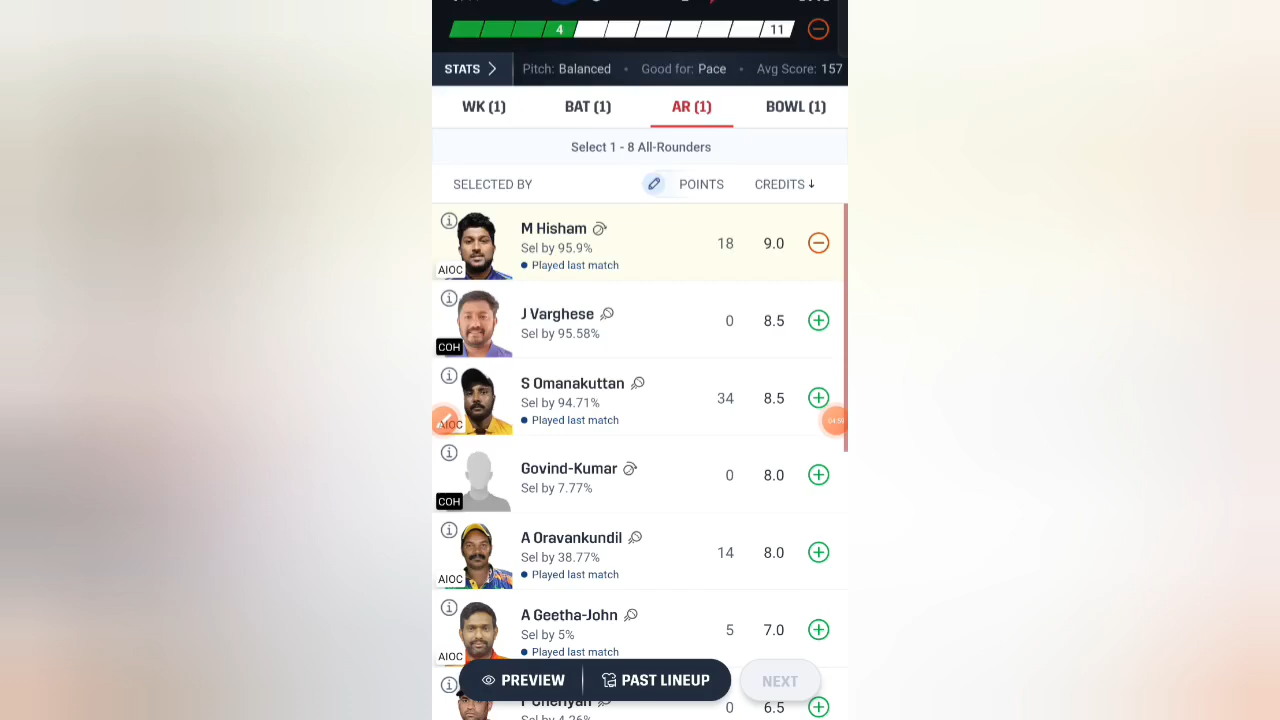 4
11
STATS
Pitch: Balanced • Good for: Pace • Avg Score: 157
WK (1)
BAT (1)
AR (1)
BOWL (1)
Select 1 - 8 All-Rounders
SELECTED BY
POINTS
CREDITS ↓
M Hisham
Sel by 95.9%
Played last match
AIOC
18
9.0
J Varghese
Sel by 95.58%
COH
0
8.5
S Omanakuttan
Sel by 94.71%
Played last match
AIOC
34
8.5
Govind-Kumar
Sel by 7.77%
COH
0
8.0
A Oravankundil
Sel by 38.77%
Played last match
AIOC
14
8.0
A Geetha-John
Sel by 5%
Played last match
AIOC
5
7.0
PREVIEW
PAST LINEUP
NEXT
Cheriyan
Sel by 4.26%
0
6.5